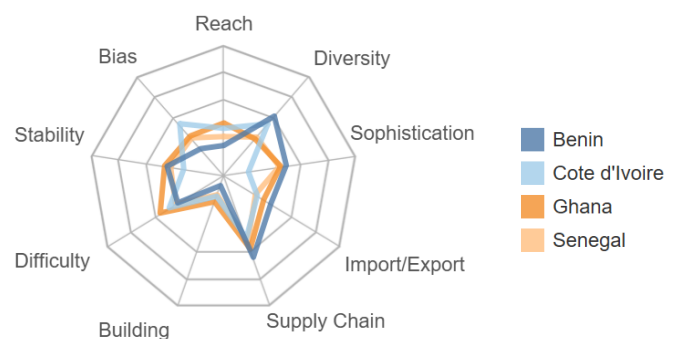 Reach
Bias
Diversity
Stability
Sophistication
Difficulty
Import/Export
Building
Supply Chain
Benin
Cote d'Ivoire
Ghana
Senegal